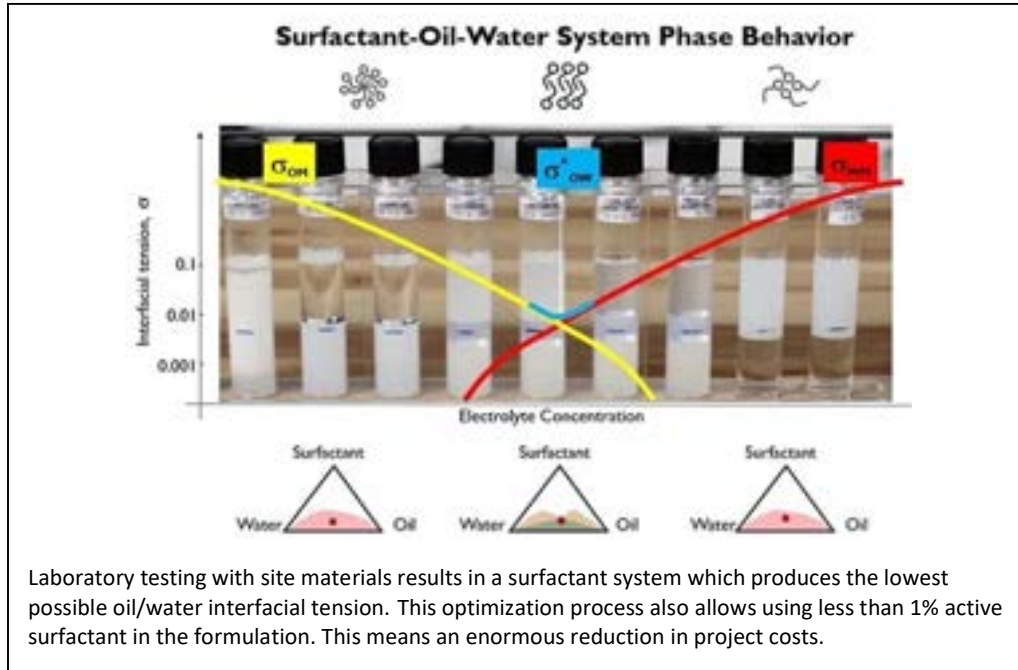 Surfactant-Oil-Water System Phase Behavior
σOM
σ*OW
Interfacial tension, σ
0.1
0.01
0.001
Electrolyte Concentration
Surfactant
Surfactant
Surfactant
Water
Oil
Water
Oil
Water
Oil
Laboratory testing with site materials results in a surfactant system which produces the lowest
possible oil/water interfacial tension. This optimization process also allows using less than 1% active
surfactant in the formulation. This means an enormous reduction in project costs.